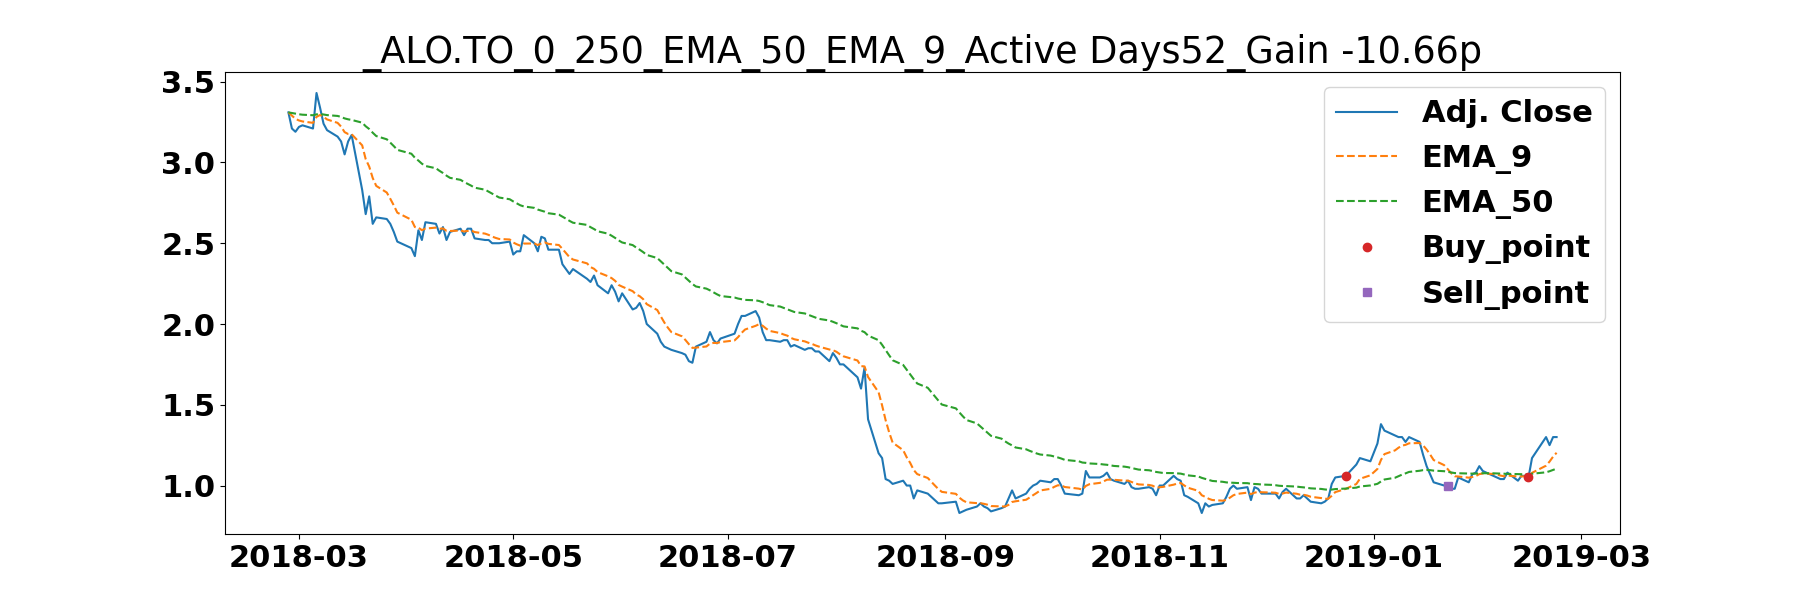 _ALO.TO_0_250_EMA_50_EMA_9_Active Days52_Gain -10.66p
3.5
3.0
2.5
2.0
1.5
1.0
Adj. Close
EMA_9
EMA_50
Buy_point
Sell_point
2018-03 2018-05 2018-07 2018-09 2018-11 2019-01 2019-03